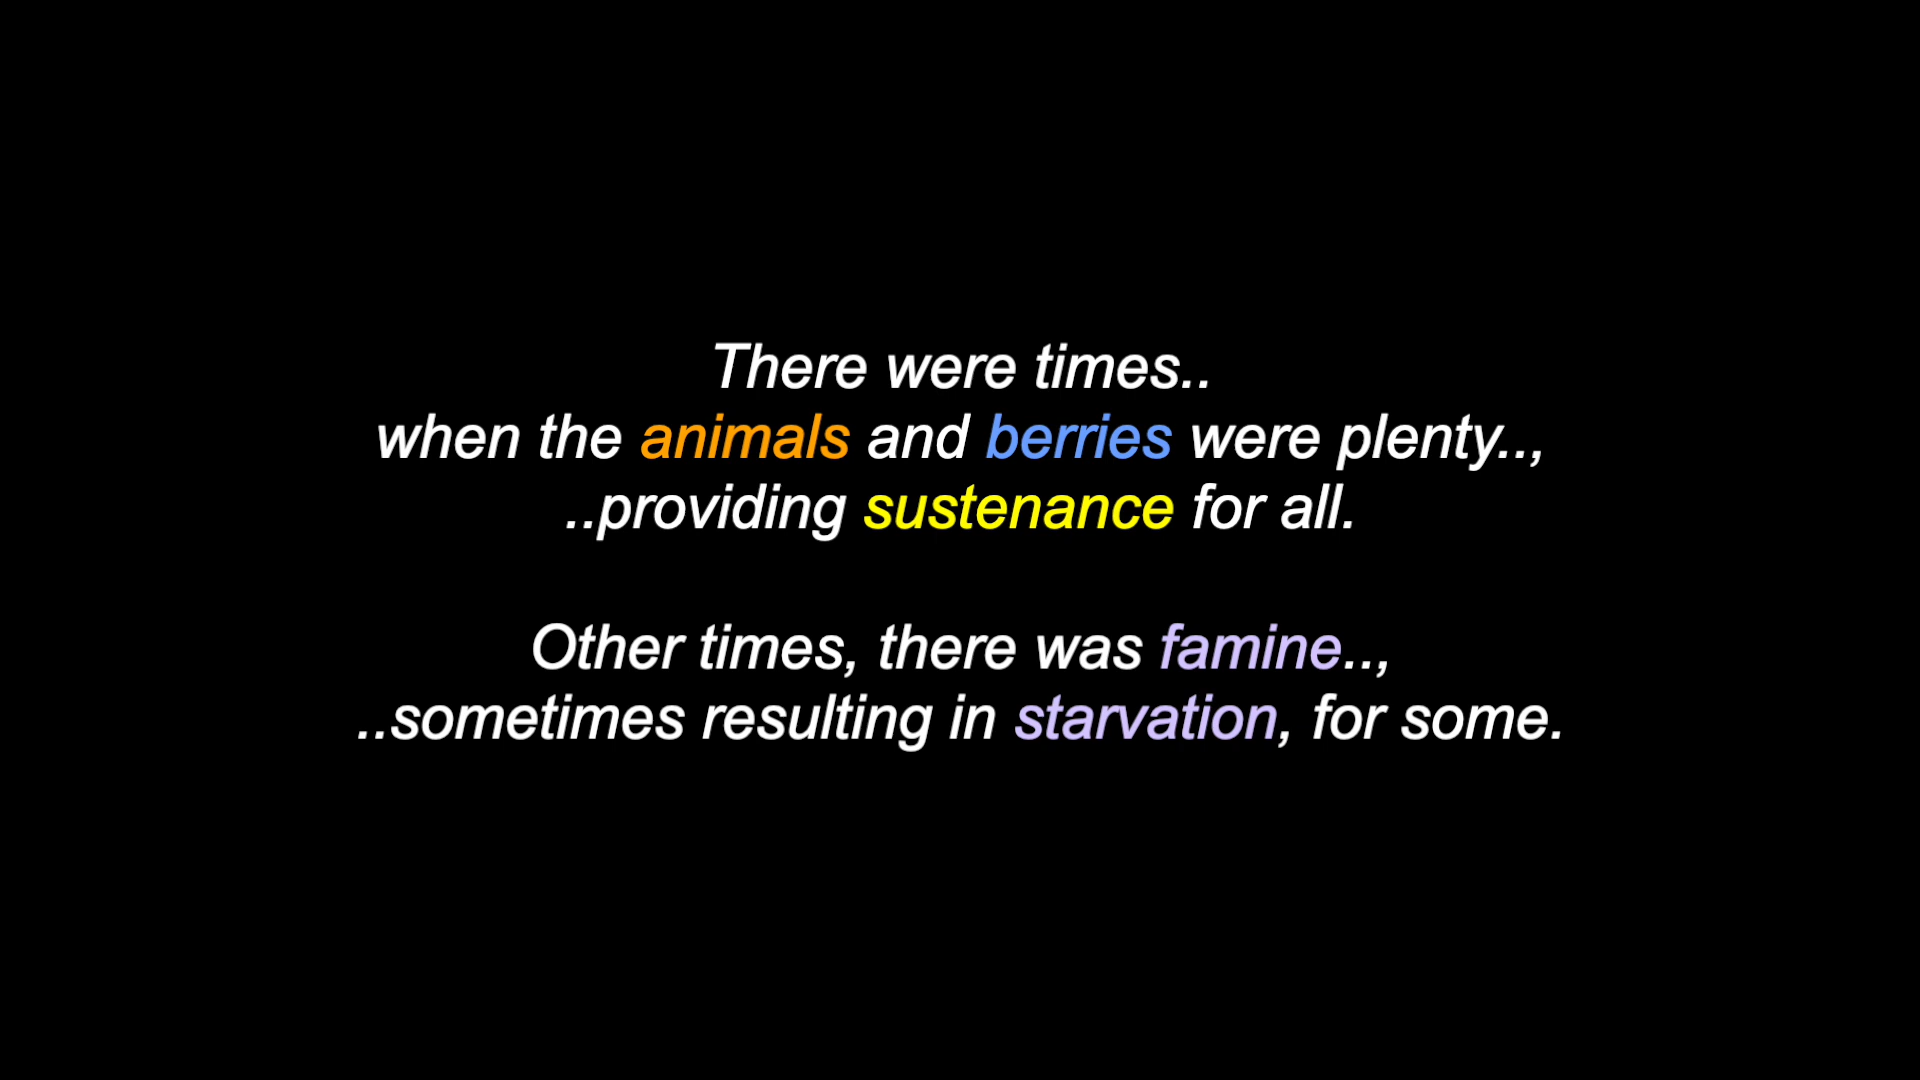 There were times..
when the animals and berries were plenty..,
..providing sustenance for all.
Other times, there was famine..,
..sometimes resulting in starvation, for some.